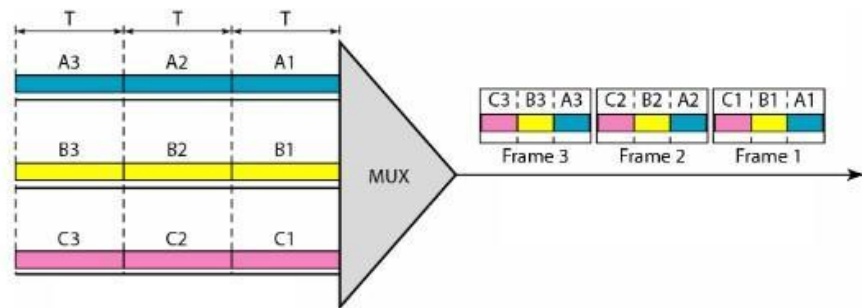 T T T
A3 A2 A1
C3 B3 A3 C2 B2 A2 C1 B1 A1
B3 B2 B1
Frame 3 Frame 2 Frame 1
MUX
C3 C2 C1